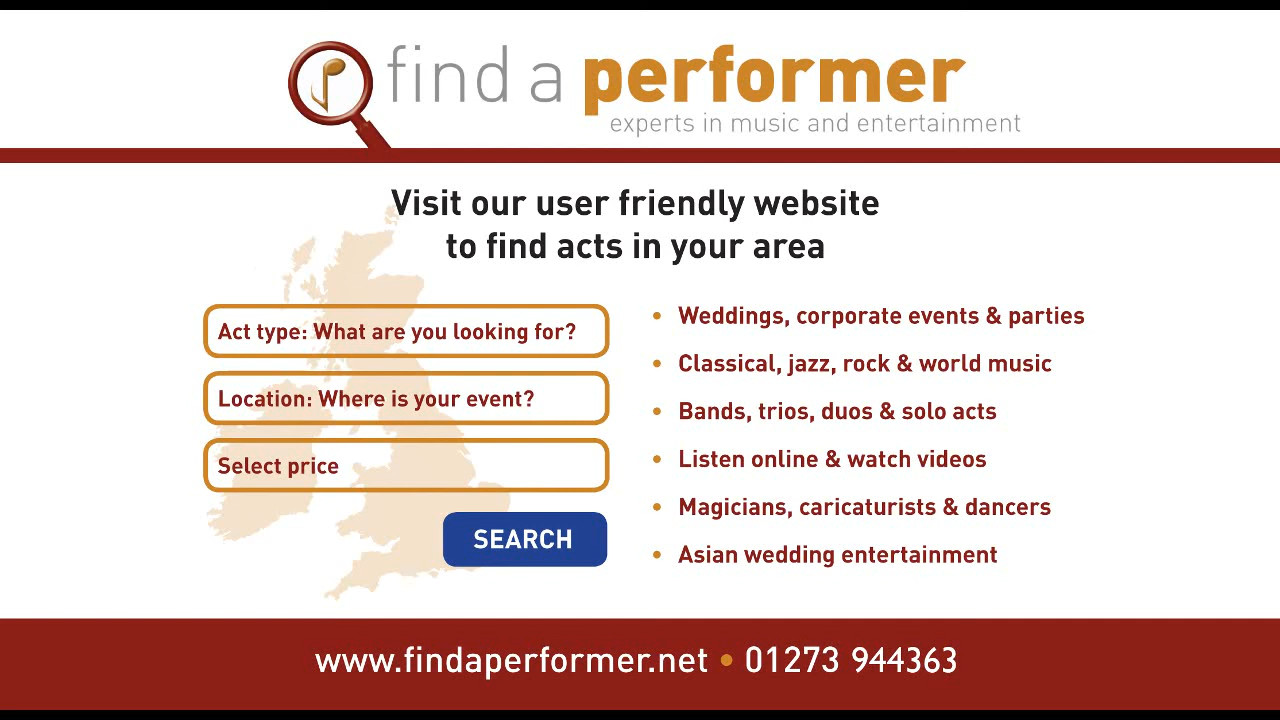 find a performer
experts in music and entertainment
Visit our user friendly website
to find acts in your area
Act type: What are you looking for?
Location: Where is your event?
Select price
SEARCH
• Weddings, corporate events & parties
• Classical, jazz, rock & world music
• Bands, trios, duos & solo acts
• Listen online & watch videos
• Magicians, caricaturists & dancers
• Asian wedding entertainment
www.findaperformer.net • 01273 944363